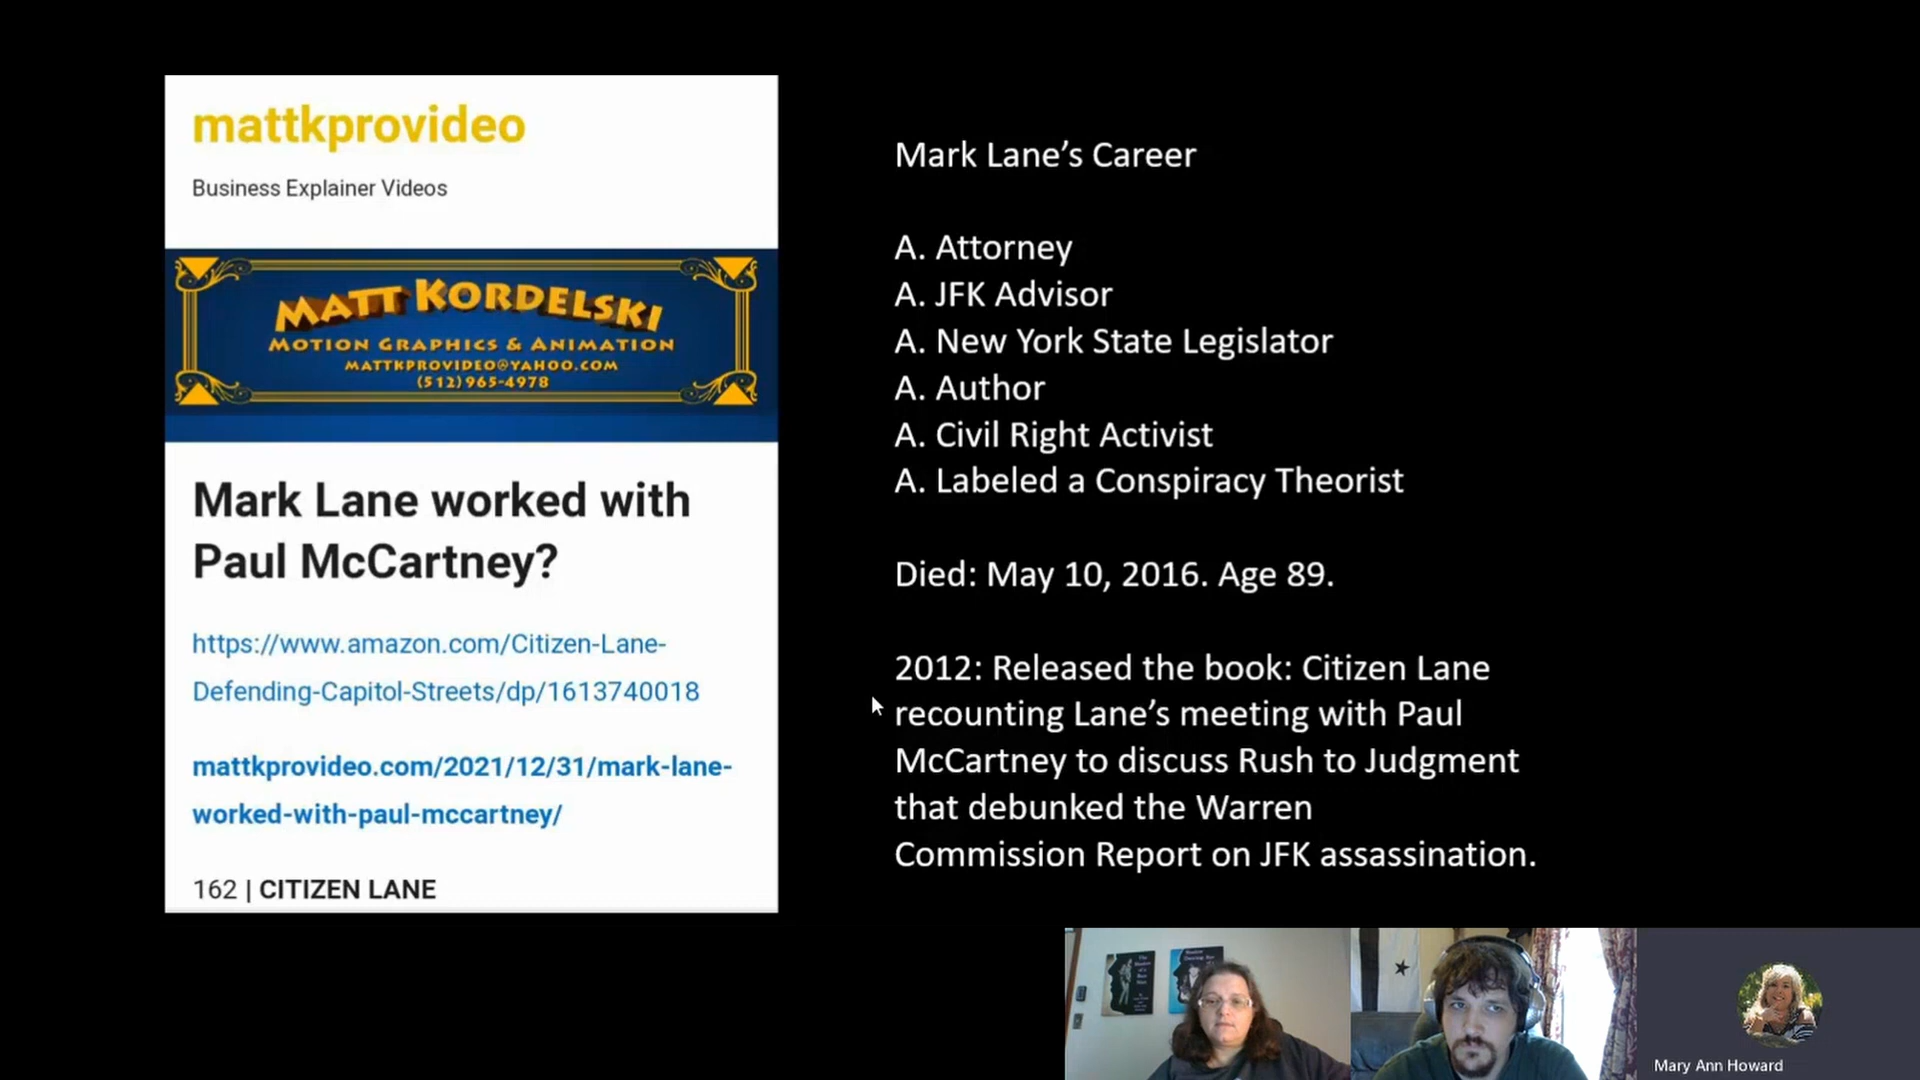 mattkprovideo
Business Explainer Videos
MATT KORDELSKI
MOTION GRAPHICS & ANIMATION
MATTKPROVIDEO@YAHOO.COM
(512)965-4978
Mark Lane worked with
Paul McCartney?
https://www.amazon.com/Citizen-Lane-
Defending-Capitol-Streets/dp/1613740018
mattkprovideo.com/2021/12/31/mark-lane-
worked-with-paul-mccartney/
162 | CITIZEN LANE
Mark Lane’s Career
A. Attorney
A. JFK Advisor
A. New York State Legislator
A. Author
A. Civil Right Activist
A. Labeled a Conspiracy Theorist
Died: May 10, 2016. Age 89.
2012: Released the book: Citizen Lane
recounting Lane’s meeting with Paul
McCartney to discuss Rush to Judgment
that debunked the Warren
Commission Report on JFK assassination.
Mary Ann Howard